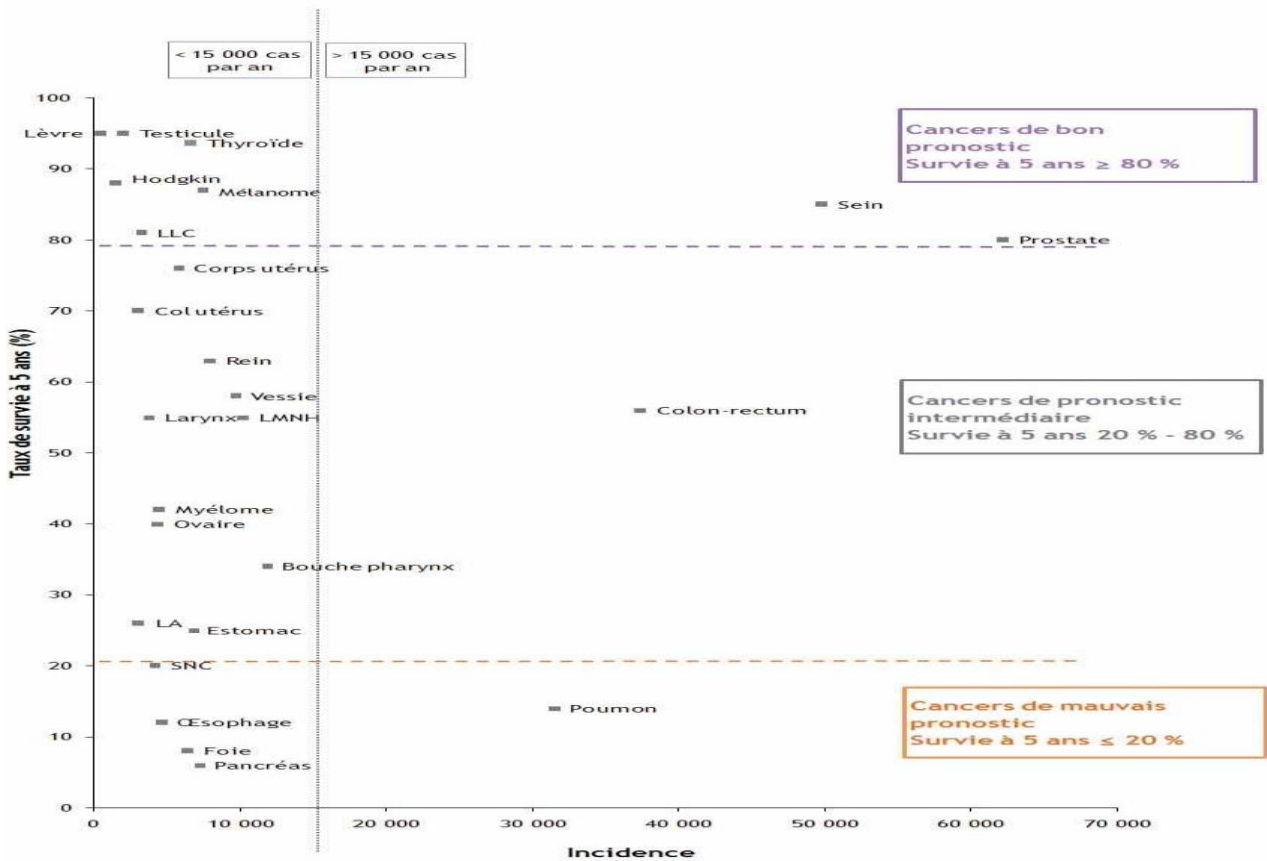 < 15 000 cas
par an
> 15 000 cas
par an
100
90
80
70
60
50
40
30
20
10
0
Taux de survie à 5 ans (%)
Lèvre
Testicule
Thyroïde
Hodgkin
Mélanome
Sein
LLC
Prostate
Corps utérus
Col utérus
Rein
Vessie
Larynx
LMNH
Colon-rectum
Myélome
Ovaire
Bouche pharynx
LA
Estomac
SNC
Poumon
Œsophage
Foie
Pancréas
Cancers de bon
pronostic
Survie à 5 ans ≥ 80 %
Cancers de pronostic
intermédiaire
Survie à 5 ans 20 % - 80 %
Cancers de mauvais
pronostic
Survie à 5 ans ≤ 20 %
0
10 000
20 000
30 000
40 000
50 000
60 000
70 000
Incidence